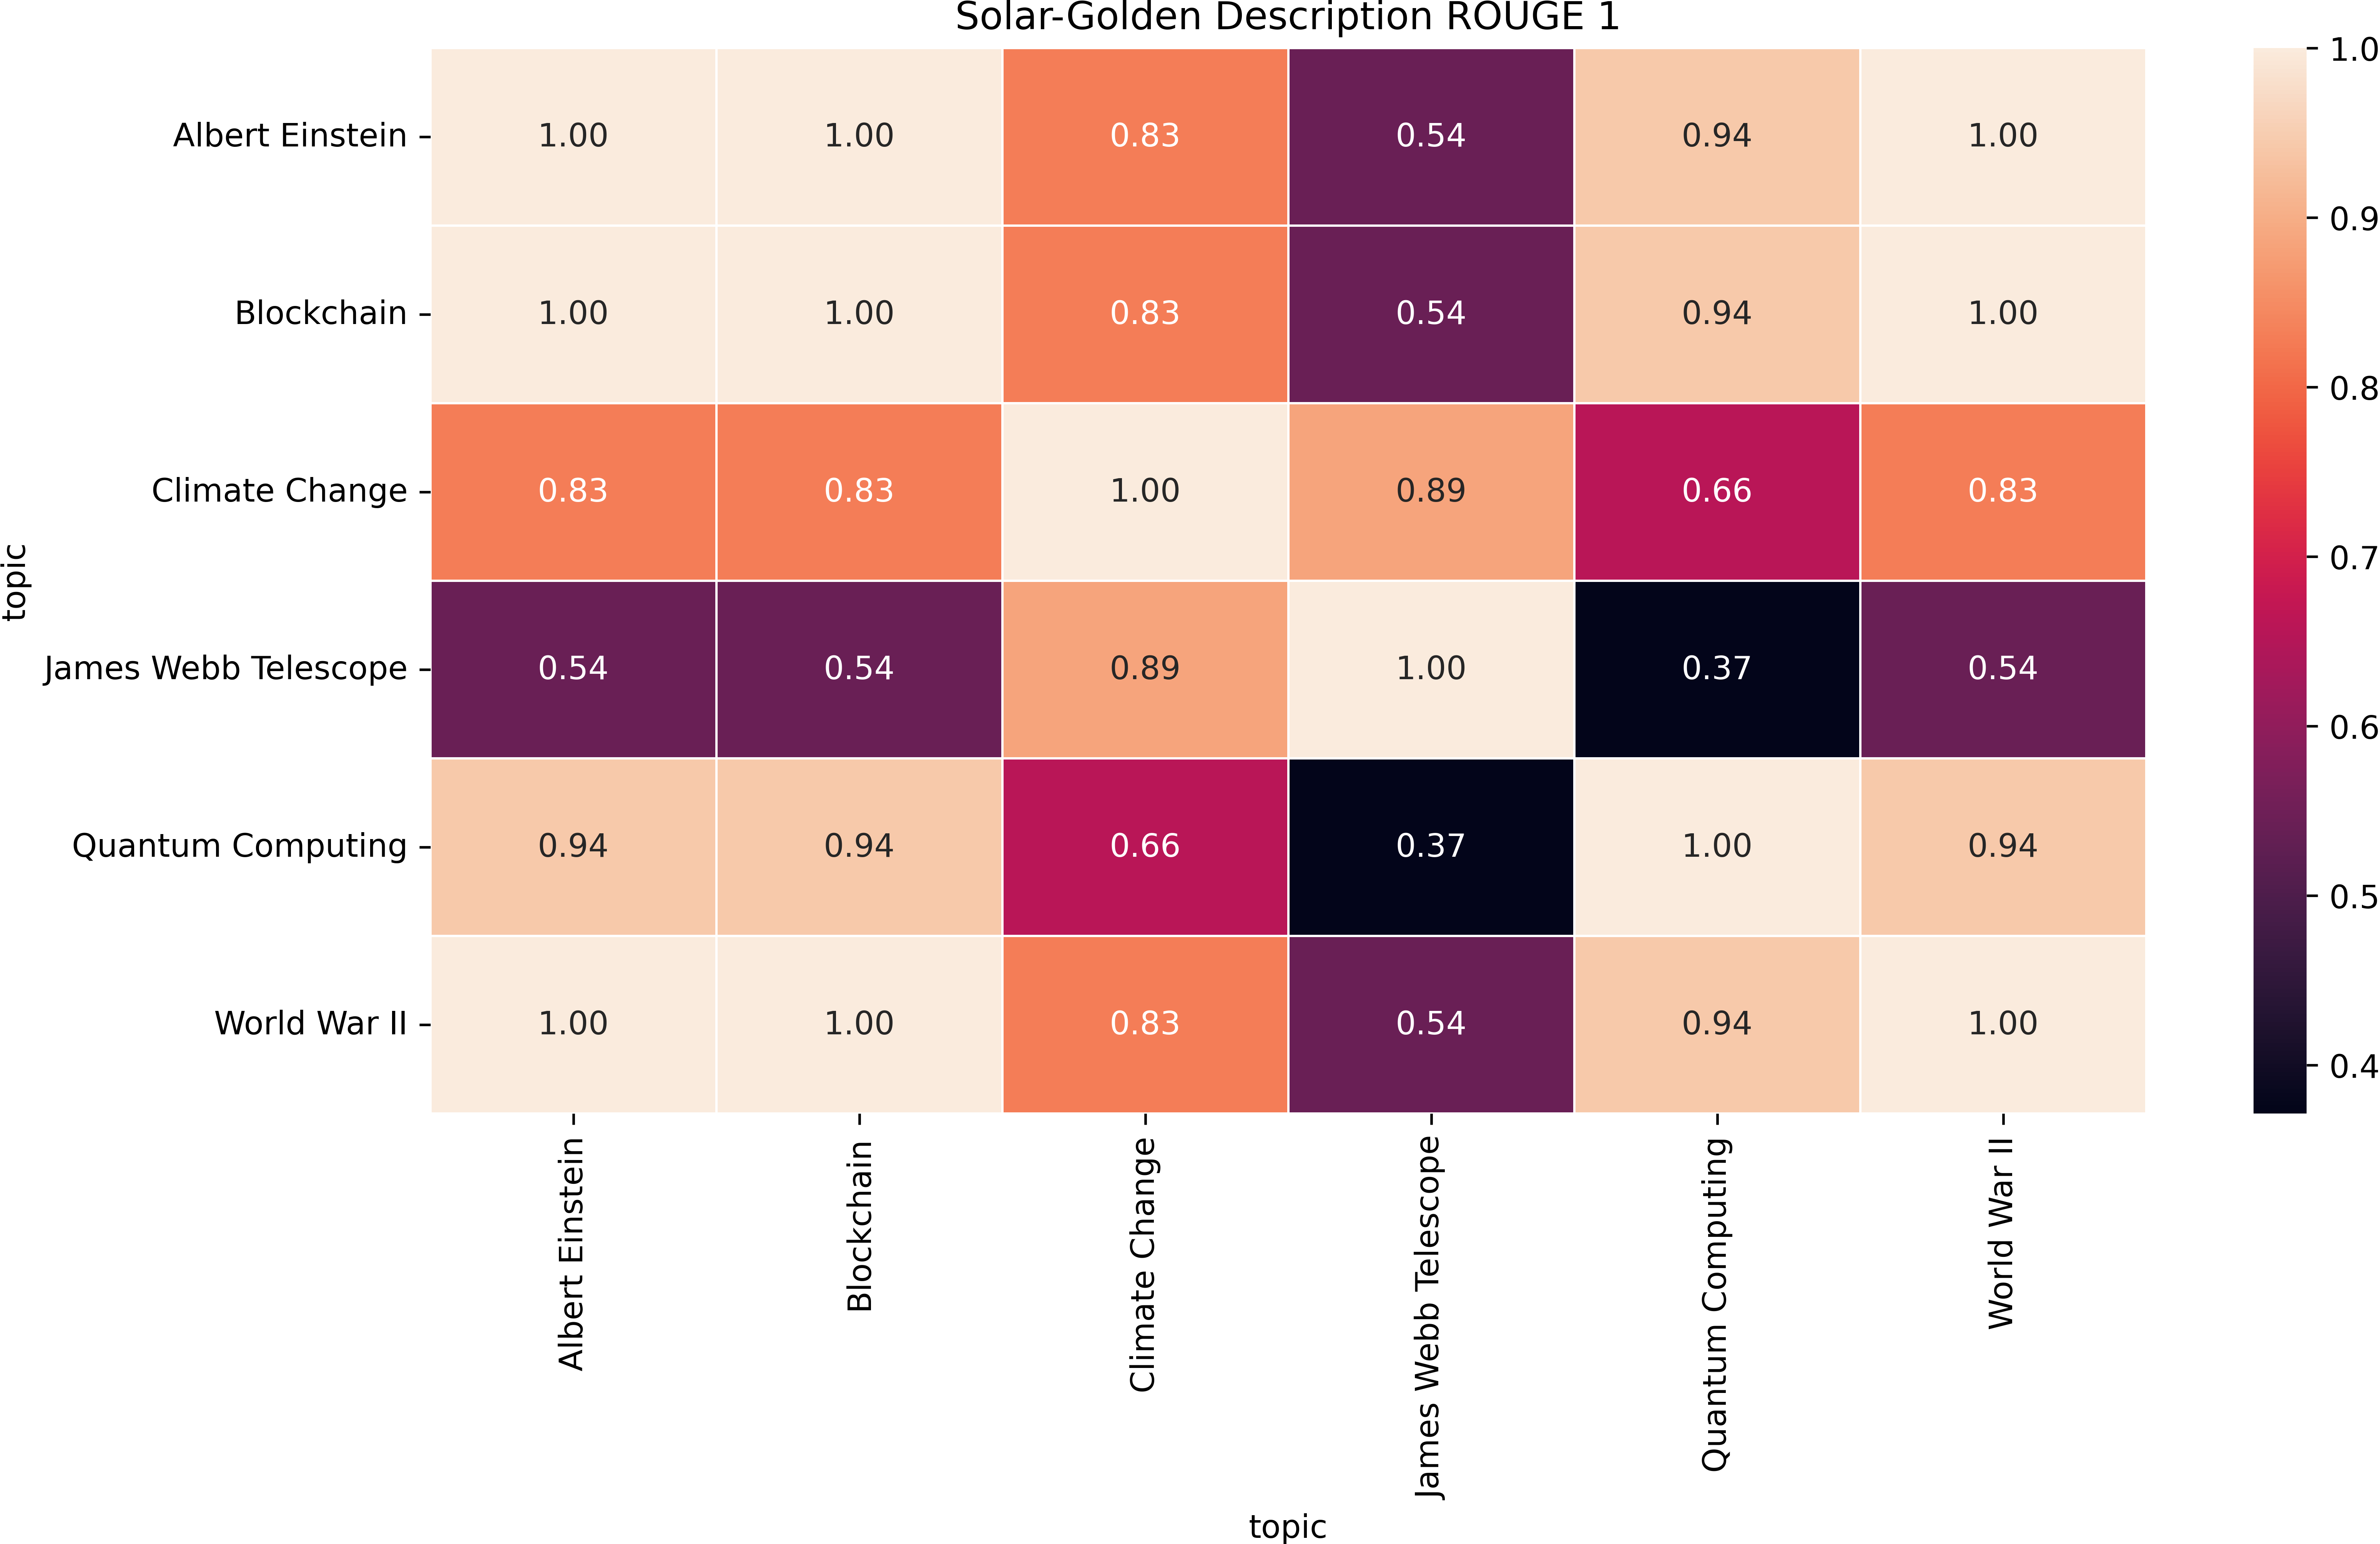 Solar-Golden Description ROUGE 1
Albert Einstein 1.00 1.00 0.83 0.54 0.94 1.00
Blockchain 1.00 1.00 0.83 0.54 0.94 1.00
Climate Change 0.83 0.83 1.00 0.89 0.66 0.83
James Webb Telescope 0.54 0.54 0.89 1.00 0.37 0.54
Quantum Computing 0.94 0.94 0.66 0.37 1.00 0.94
World War II 1.00 1.00 0.83 0.54 0.94 1.00
topic
Albert Einstein
Blockchain
Climate Change
James Webb Telescope
Quantum Computing
World War II
topic
1.0
0.9
0.8
0.7
0.6
0.5
0.4